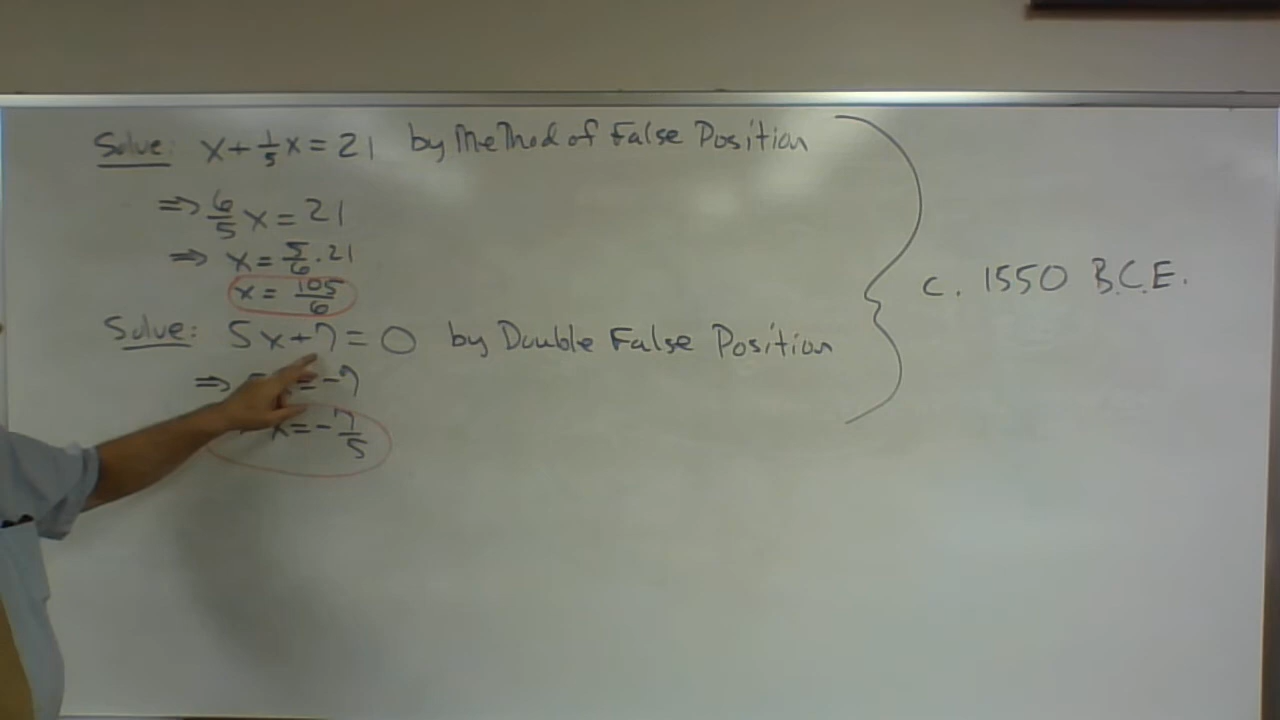 Solve: x + 1/5 x = 21 by Method of False Position
⇒ 6/5 x = 21
⇒ x = 5/6 · 21
x = 105/6
Solve: 5x + 7 = 0 by Double False Position
⇒ = -7
x = -7/5
c. 1550 B.C.E.